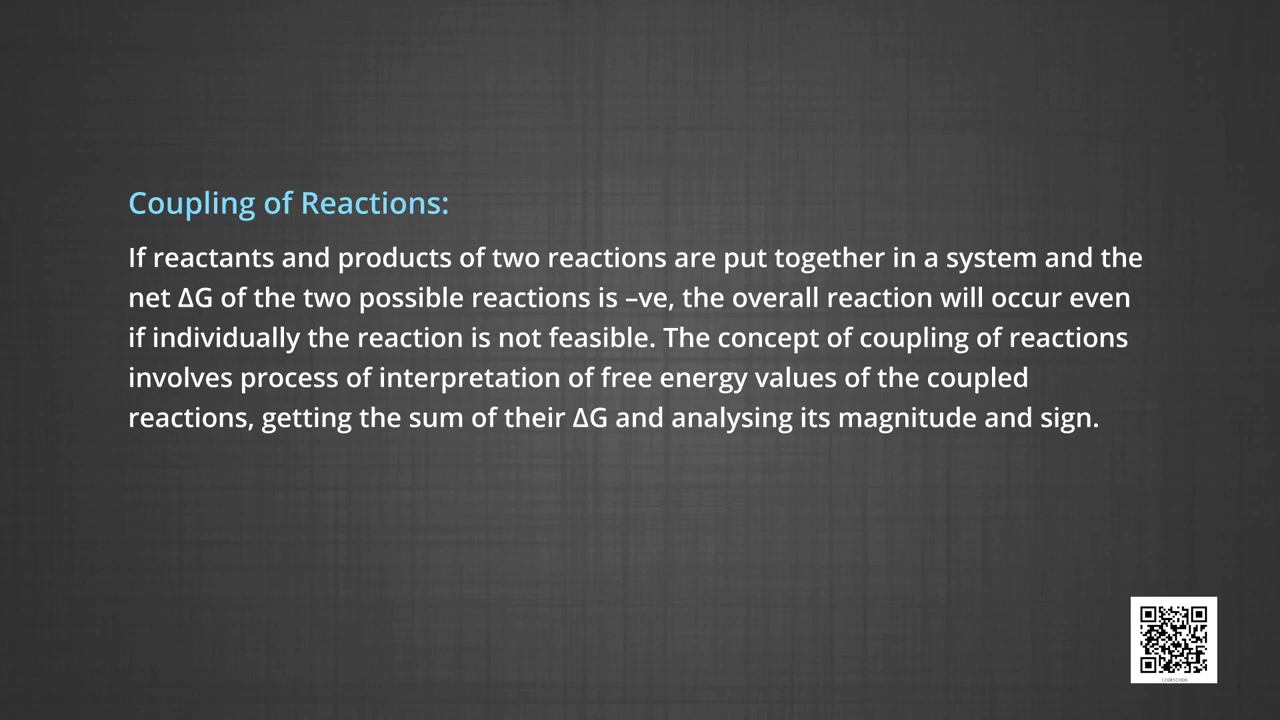 Coupling of Reactions:
If reactants and products of two reactions are put together in a system and the
net ΔG of the two possible reactions is –ve, the overall reaction will occur even
if individually the reaction is not feasible. The concept of coupling of reactions
involves process of interpretation of free energy values of the coupled
reactions, getting the sum of their ΔG and analysing its magnitude and sign.
12085CH06